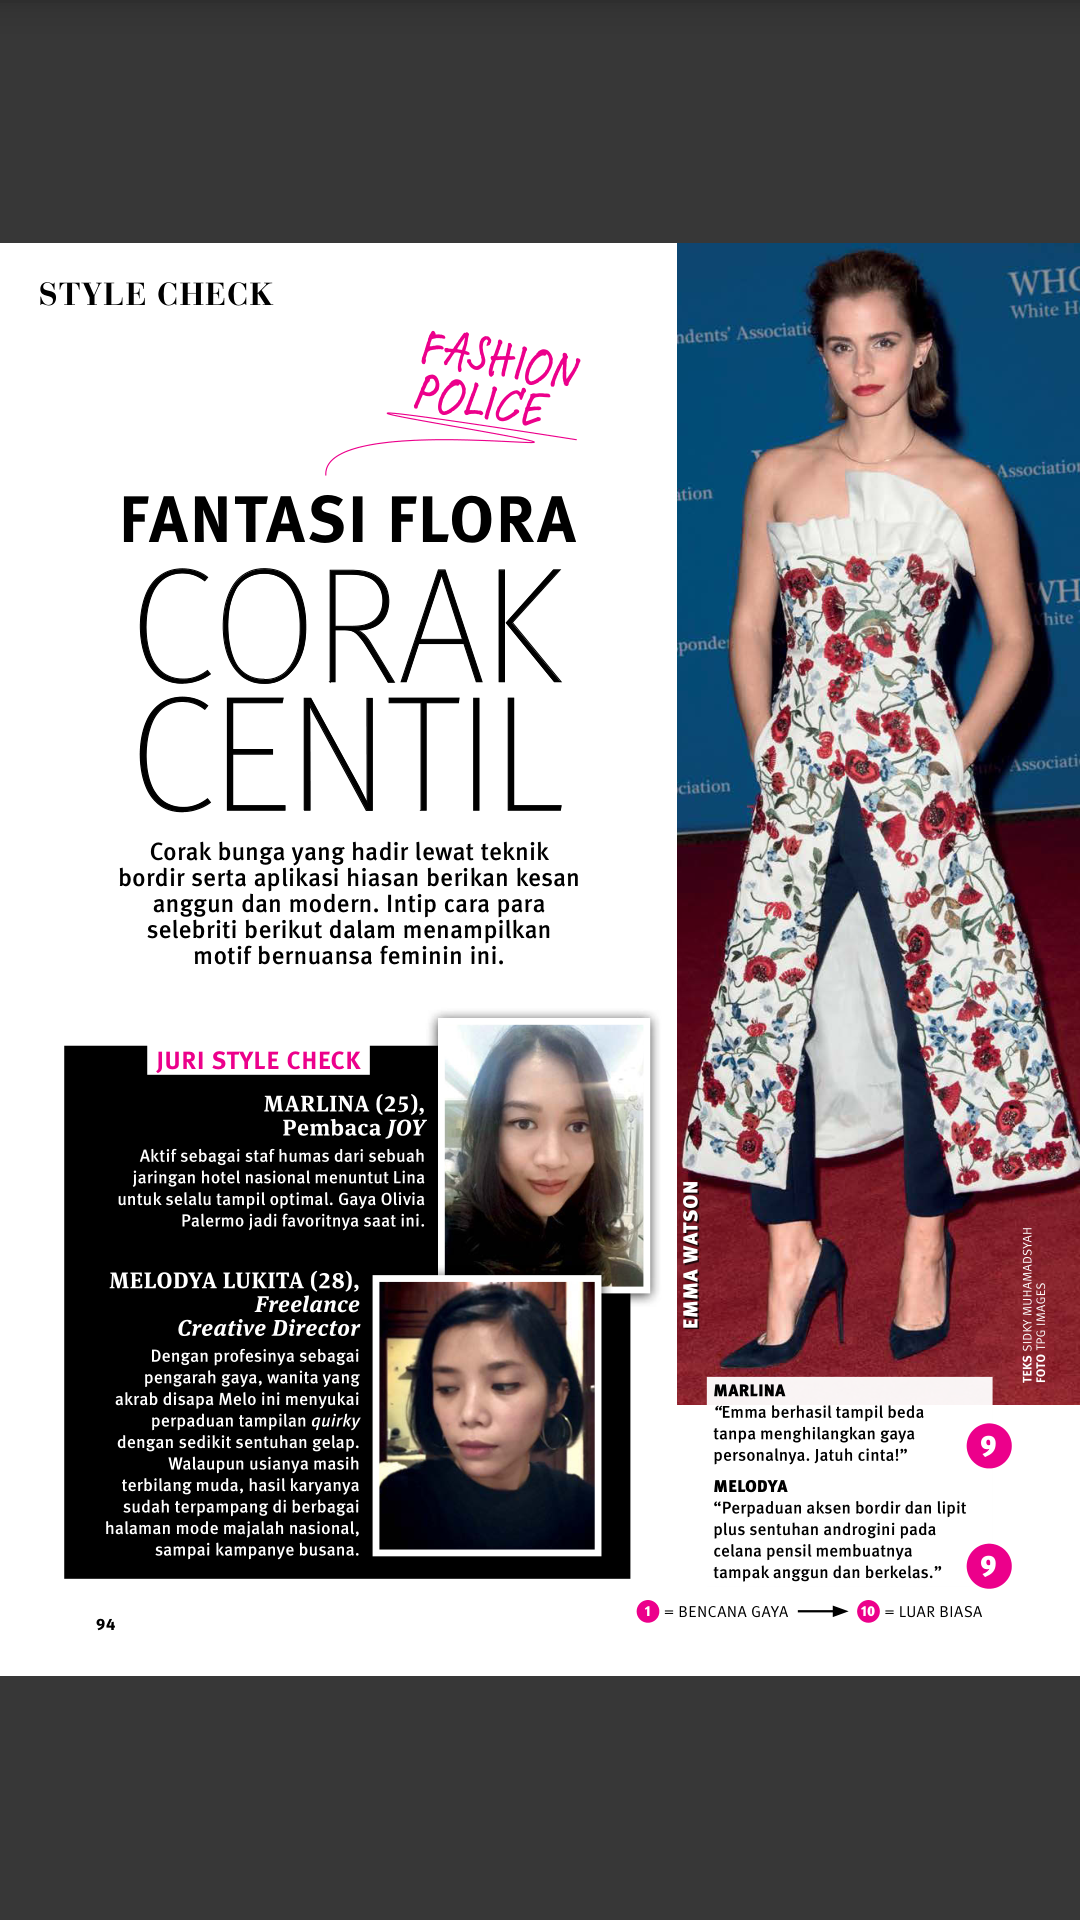 STYLE CHECK
FASHION
POLICE
FANTASI FLORA
CORAK
CENTIL
Corak bunga yang hadir lewat teknik
bordir serta aplikasi hiasan berikan kesan
anggun dan modern. Intip cara para
selebriti berikut dalam menampilkan
motif bernuansa feminin ini.
JURI STYLE CHECK
MARLINA (25),
Pembaca JOY
Aktif sebagai staf humas dari sebuah
jaringan hotel nasional menuntut Lina
untuk selalu tampil optimal. Gaya Olivia
Palermo jadi favoritnya saat ini.
MELODYA LUKITA (28),
Freelance
Creative Director
Dengan profesinya sebagai
pengarah gaya, wanita yang
akrab disapa Melo ini menyukai
perpaduan tampilan quirky
dengan sedikit sentuhan gelap.
Walaupun usianya masih
terbilang muda, hasil karyanya
sudah terpampang di berbagai
halaman mode majalah nasional,
sampai kampanye busana.
94
White H
ndents' Associatio
Association
ation
WH
hite
sponde
Associati
ciation
EMMA WATSON
TEKS SIDKY MUHAMADSYAH
FOTO TPG IMAGES
MARLINA
“Emma berhasil tampil beda
tanpa menghilangkan gaya
personalnya. Jatuh cinta!”
9
MELODYA
“Perpaduan aksen bordir dan lipit
plus sentuhan androgini pada
celana pensil membuatnya
tampak anggun dan berkelas.”
9
1 = BENCANA GAYA 10 = LUAR BIASA